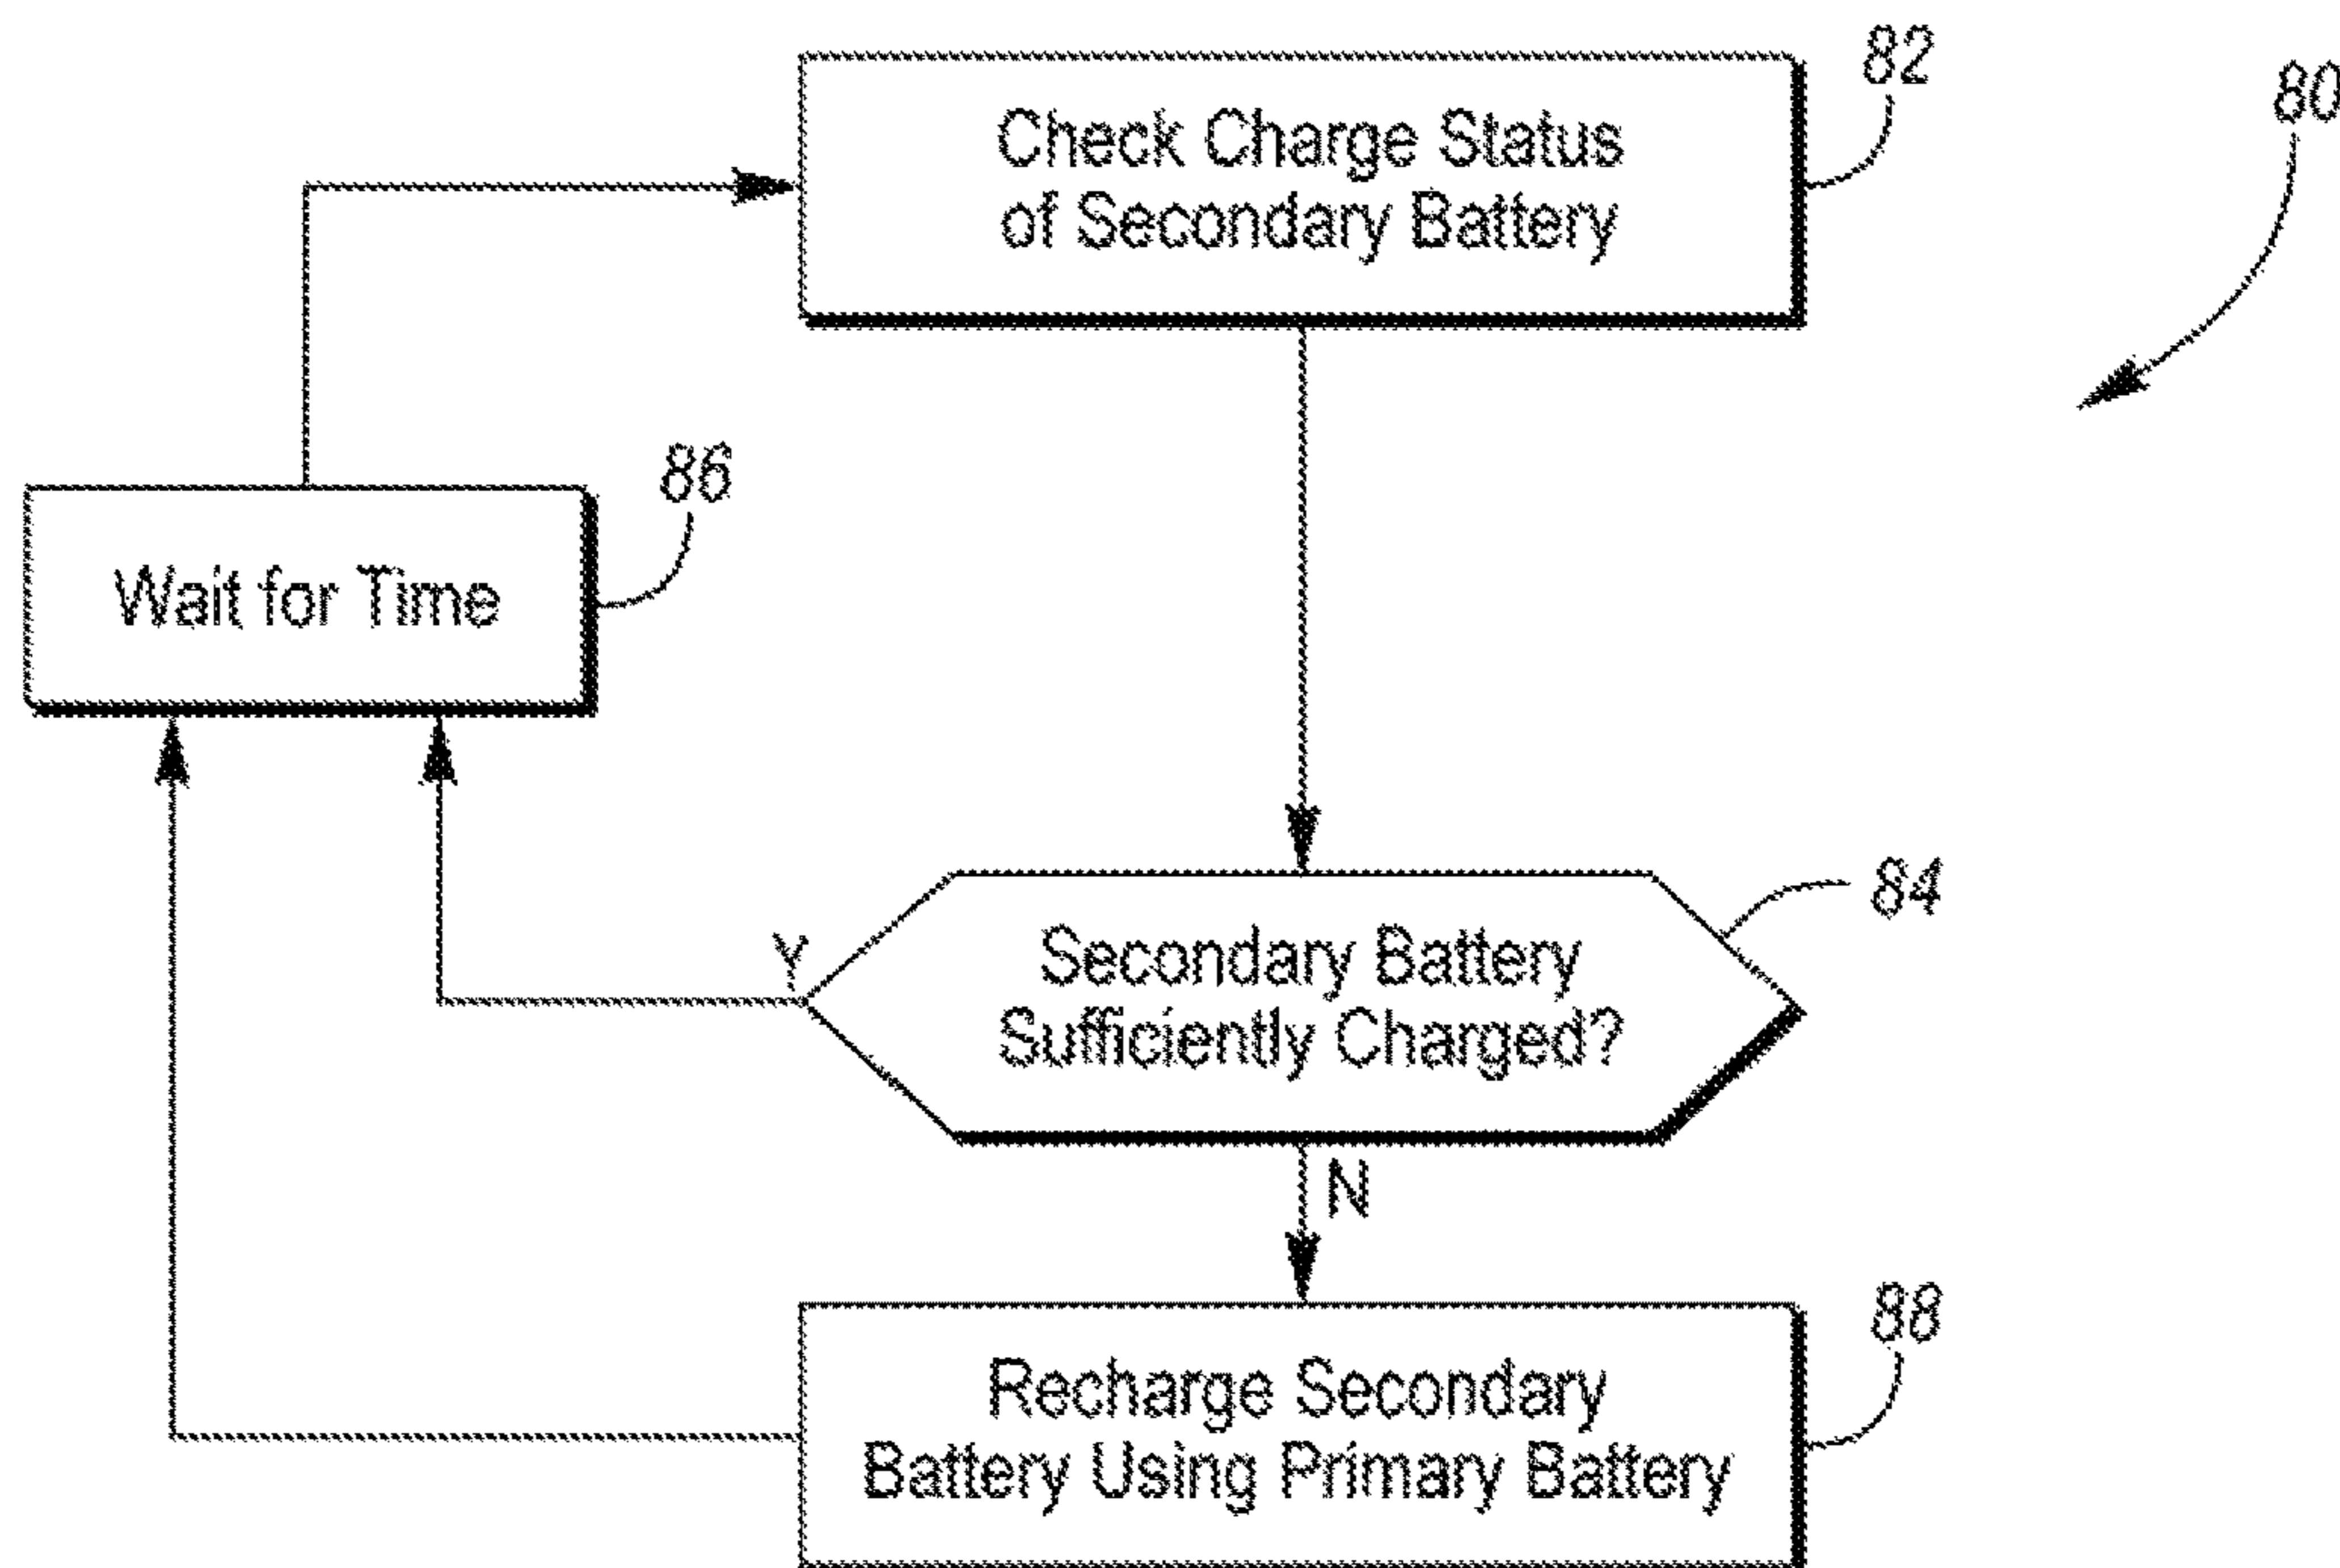 82
80
Check Charge Status
of Secondary Battery
86
Wait for Time
84
Y
Secondary Battery
Sufficiently Charged?
N
88
Recharge Secondary
Battery Using Primary Battery